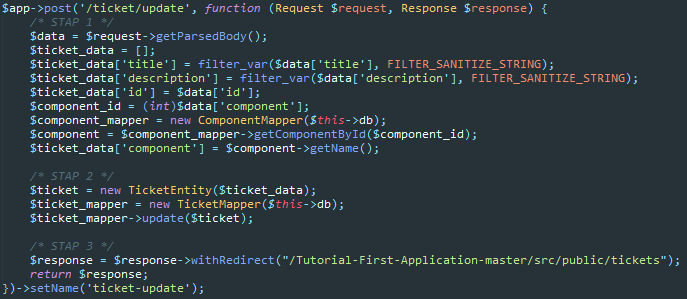 $app->post('/ticket/update', function (Request $request, Response $response) {
/* STAP 1 */
$data = $request->getParsedBody();
$ticket_data = [];
$ticket_data['title'] = filter_var($data['title'], FILTER_SANITIZE_STRING);
$ticket_data['description'] = filter_var($data['description'], FILTER_SANITIZE_STRING);
$ticket_data['id'] = $data['id'];
$component_id = (int)$data['component'];
$component_mapper = new ComponentMapper($this->db);
$component = $component_mapper->getComponentById($component_id);
$ticket_data['component'] = $component->getName();
/* STAP 2 */
$ticket = new TicketEntity($ticket_data);
$ticket_mapper = new TicketMapper($this->db);
$ticket_mapper->update($ticket);
/* STAP 3 */
$response = $response->withRedirect("/Tutorial-First-Application-master/src/public/tickets");
return $response;
})->setName('ticket-update');